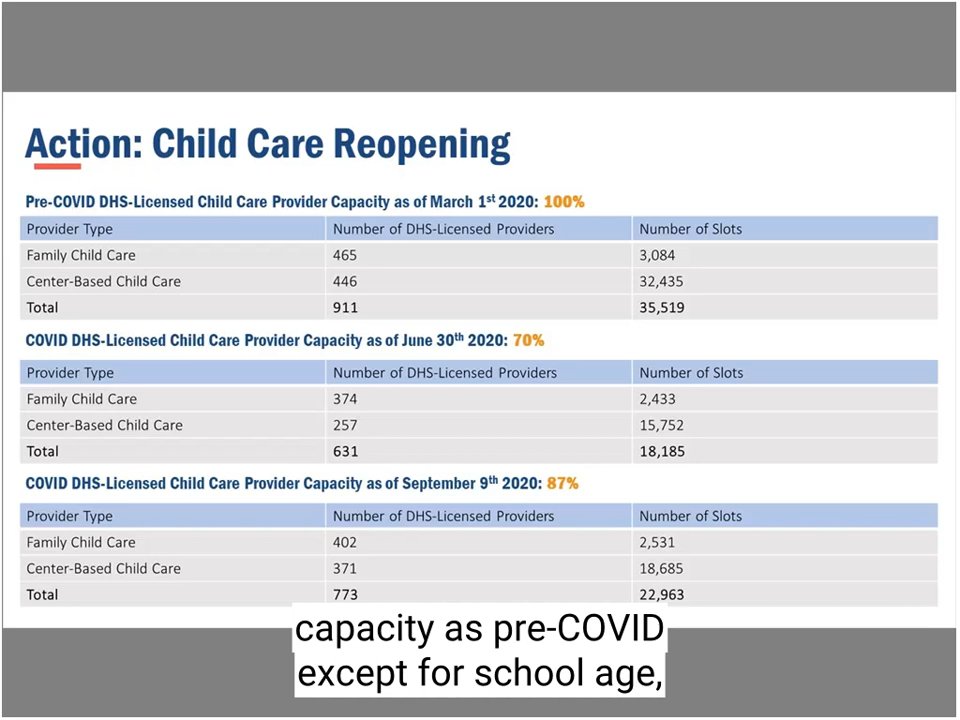 Action: Child Care Reopening
Pre-COVID DHS-Licensed Child Care Provider Capacity as of March 1st 2020: 100%
Provider Type Number of DHS-Licensed Providers Number of Slots
Family Child Care 465 3,084
Center-Based Child Care 446 32,435
Total 911 35,519
COVID DHS-Licensed Child Care Provider Capacity as of June 30th 2020: 70%
Provider Type Number of DHS-Licensed Providers Number of Slots
Family Child Care 374 2,433
Center-Based Child Care 257 15,752
Total 631 18,185
COVID DHS-Licensed Child Care Provider Capacity as of September 9th 2020: 87%
Provider Type Number of DHS-Licensed Providers Number of Slots
Family Child Care 402 2,531
Center-Based Child Care 371 18,685
Total 773 22,963
capacity as pre-COVID
except for school age,